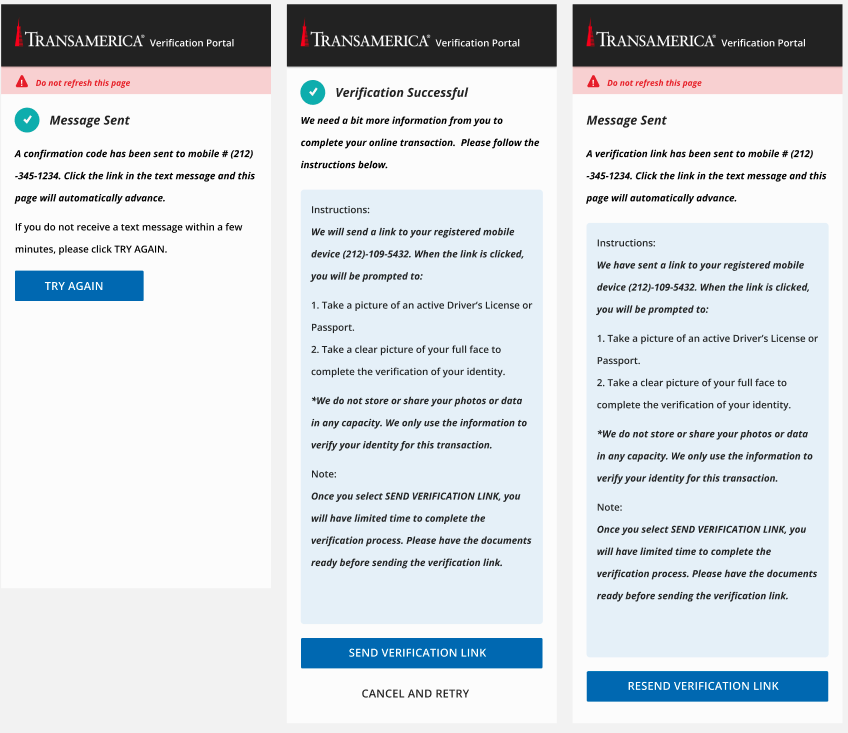 TRANSAMERICA® Verification Portal
Do not refresh this page
Message Sent
A confirmation code has been sent to mobile # (212)
-345-1234. Click the link in the text message and this
page will automatically advance.
If you do not receive a text message within a few
minutes, please click TRY AGAIN.
TRY AGAIN
TRANSAMERICA® Verification Portal
Verification Successful
We need a bit more information from you to
complete your online transaction. Please follow the
instructions below.
Instructions:
We will send a link to your registered mobile
device (212)-109-5432. When the link is clicked,
you will be prompted to:
1. Take a picture of an active Driver's License or
Passport.
2. Take a clear picture of your full face to
complete the verification of your identity.
*We do not store or share your photos or data
in any capacity. We only use the information to
verify your identity for this transaction.
Note:
Once you select SEND VERIFICATION LINK, you
will have limited time to complete the
verification process. Please have the documents
ready before sending the verification link.
SEND VERIFICATION LINK
CANCEL AND RETRY
TRANSAMERICA® Verification Portal
Do not refresh this page
Message Sent
A verification link has been sent to mobile # (212)
-345-1234. Click the link in the text message and this
page will automatically advance.
Instructions:
We have sent a link to your registered mobile
device (212)-109-5432. When the link is clicked,
you will be prompted to:
1. Take a picture of an active Driver's License or
Passport.
2. Take a clear picture of your full face to
complete the verification of your identity.
*We do not store or share your photos or data
in any capacity. We only use the information to
verify your identity for this transaction.
Note:
Once you select SEND VERIFICATION LINK, you
will have limited time to complete the
verification process. Please have the documents
ready before sending the verification link.
RESEND VERIFICATION LINK